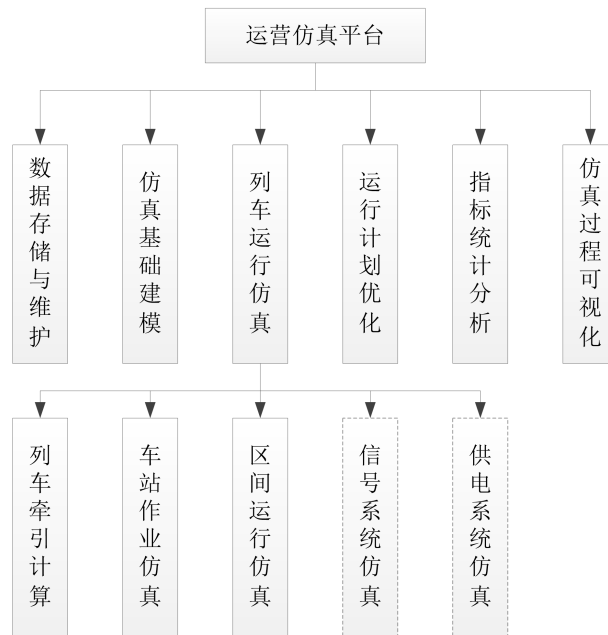 运营仿真平台
数据存储与维护
仿真基础建模
列车运行仿真
运行计划优化
指标统计分析
仿真过程可视化
列车牵引计算
车站作业仿真
区间运行仿真
信号系统仿真
供电系统仿真